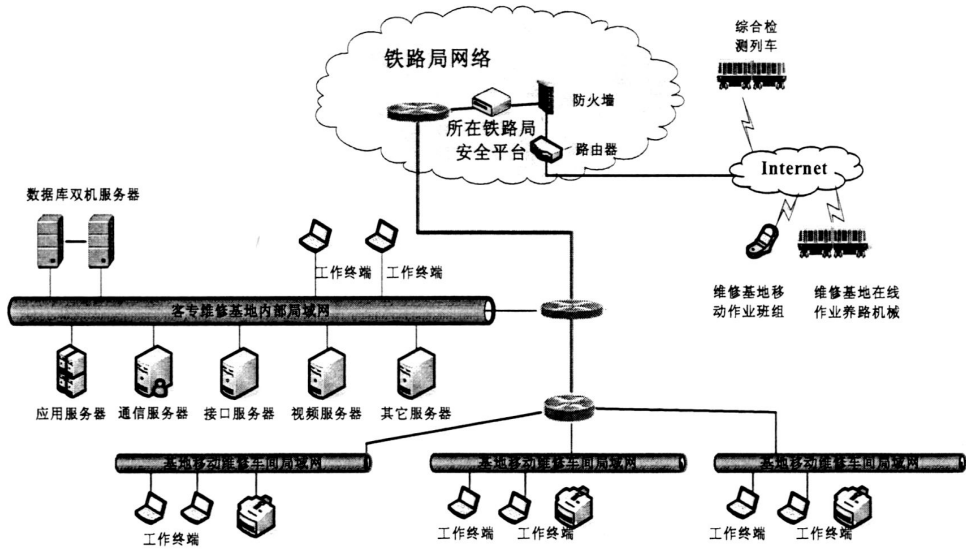 综合检
测列车
铁路局网络
防火墙
所在铁路局
安全平台
路由器
Internet
数据库双机服务器
工作终端
工作终端
维修基地移
动作业班组
维修基地在线
作业养路机械
客专维修基地内部局域网
应用服务器
通信服务器
接口服务器
视频服务器
其它服务器
基地移动维修车间局域网
基地移动维修车间局域网
基地移动维修车间局域网
工作终端
工作终端
工作终端
工作终端
工作终端